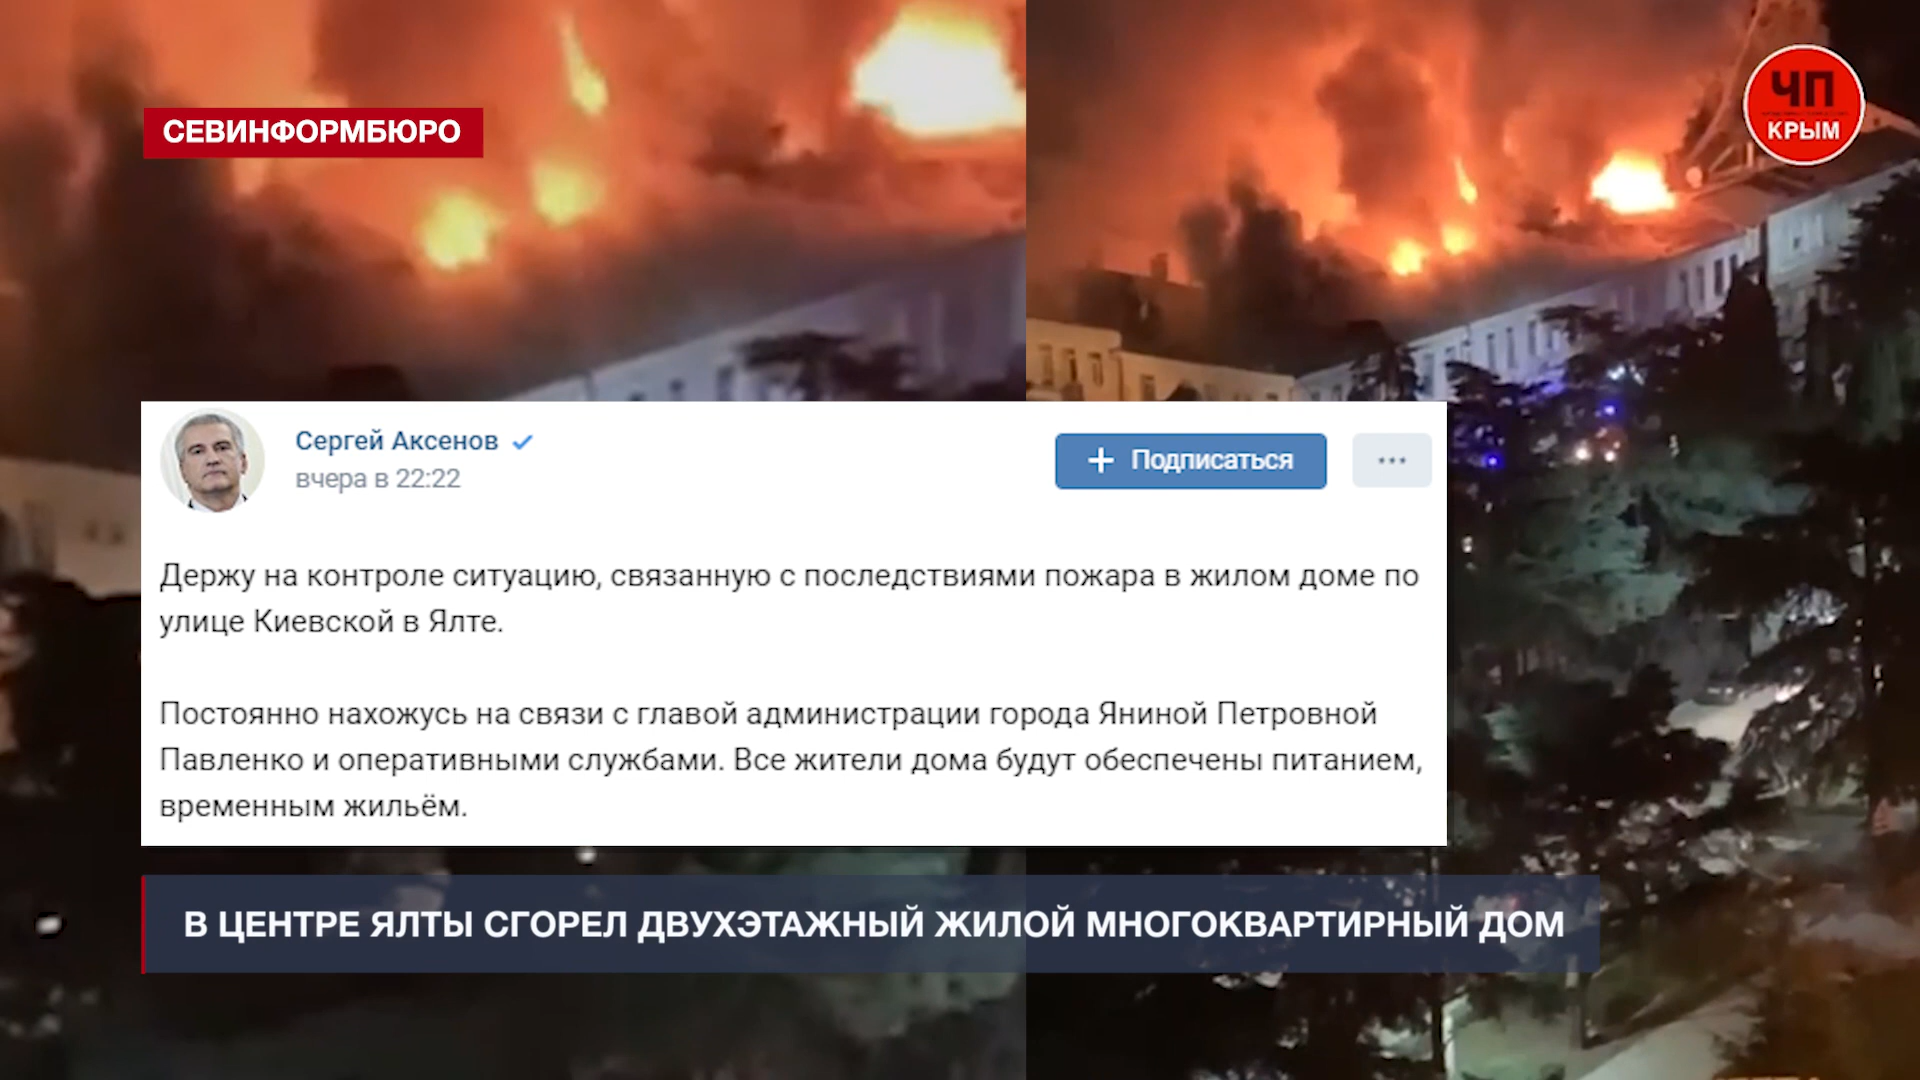 СЕВИНФОРМБЮРО
ЧП
КРЫМ
Сергей Аксенов
вчера в 22:22
+ Подписаться
Держу на контроле ситуацию, связанную с последствиями пожара в жилом доме по
улице Киевской в Ялте.
Постоянно нахожусь на связи с главой администрации города Яниной Петровной
Павленко и оперативными службами. Все жители дома будут обеспечены питанием,
временным жильём.
В ЦЕНТРЕ ЯЛТЫ СГОРЕЛ ДВУХЭТАЖНЫЙ ЖИЛОЙ МНОГОКВАРТИРНЫЙ ДОМ